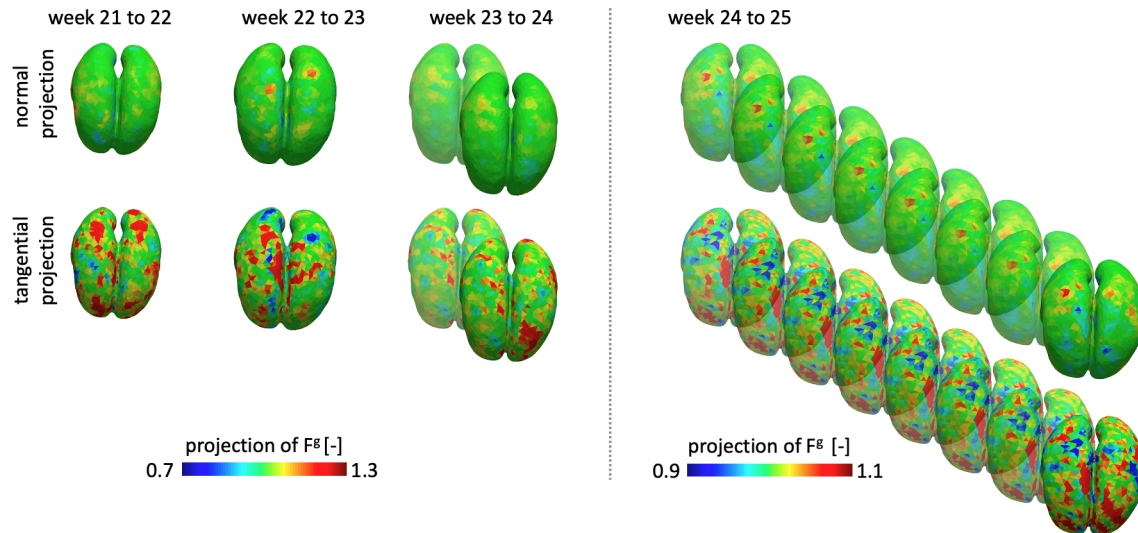 week 21 to 22
week 22 to 23
week 23 to 24
week 24 to 25
normal
projection
tangential
projection
projection of Fᵍ [-]
0.7
1.3
projection of Fᵍ [-]
0.9
1.1